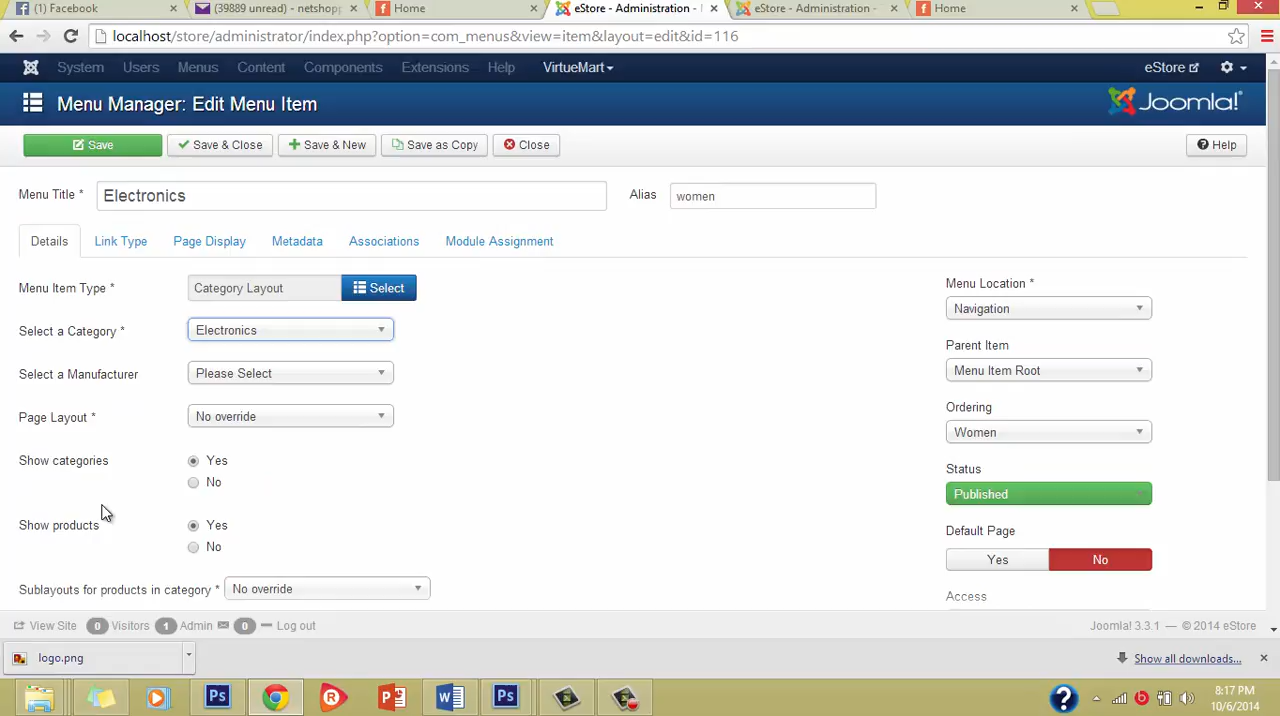 (1) Facebook × (39889 unread) - netshopp × Home × eStore - Administration - × eStore - Administration - × Home ×
localhost/store/administrator/index.php?option=com_menus&view=item&layout=edit&id=116
System Users Menus Content Components Extensions Help VirtueMart eStore
Menu Manager: Edit Menu Item Joomla!
Save Save & Close Save & New Save as Copy Close Help
Menu Title * Electronics Alias women
Details Link Type Page Display Metadata Associations Module Assignment
Menu Item Type * Category Layout Select
Select a Category * Electronics
Select a Manufacturer Please Select
Page Layout * No override
Show categories Yes
No
Show products Yes
No
Sublayouts for products in category * No override
Menu Location *
Navigation
Parent Item
Menu Item Root
Ordering
Women
Status
Published
Default Page
Yes No
Access
View Site 0 Visitors 1 Admin 0 Log out Joomla! 3.3.1 — © 2014 eStore
logo.png Show all downloads...
8:17 PM
10/6/2014